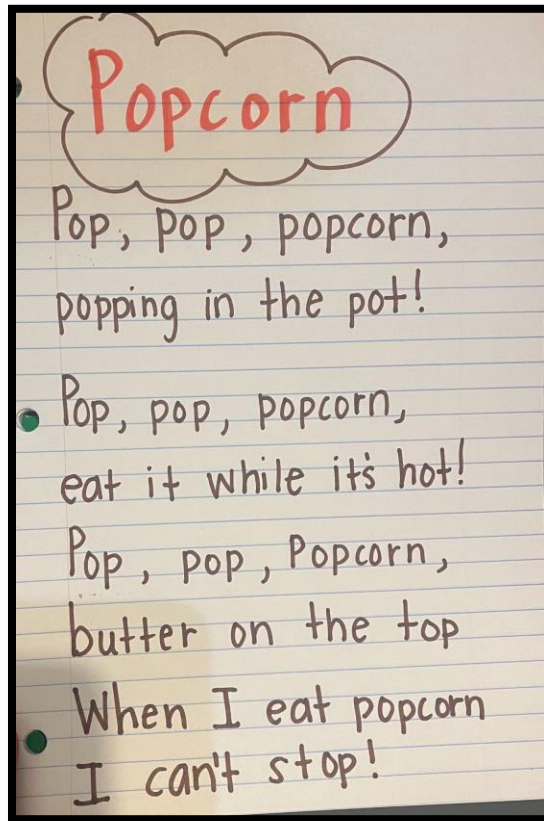 Popcorn
Pop, pop, popcorn,
popping in the pot!
Pop, pop, popcorn,
eat it while it's hot!
Pop, pop, Popcorn,
butter on the top
When I eat popcorn
I can't stop!